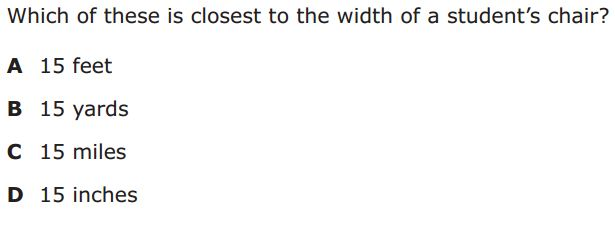 Which of these is closest to the width of a student’s chair?
A 15 feet
B 15 yards
C 15 miles
D 15 inches